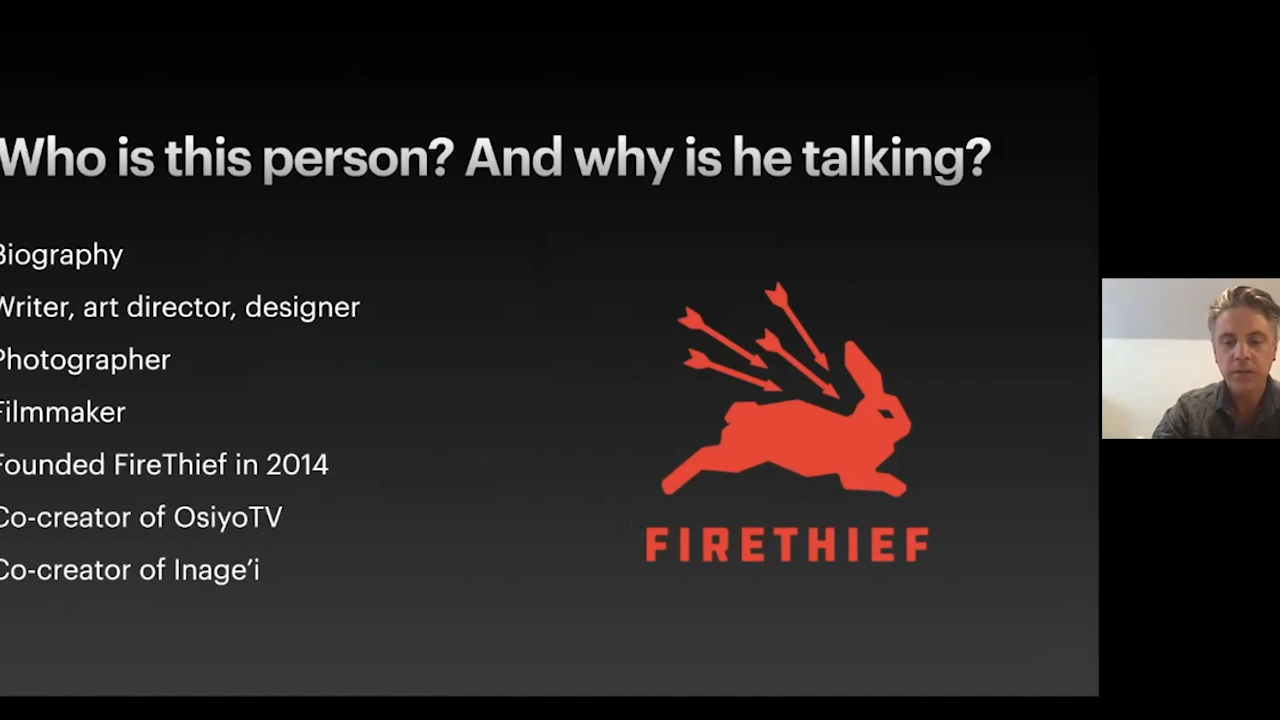 Who is this person? And why is he talking?
Biography
Writer, art director, designer
Photographer
Filmmaker
Founded FireThief in 2014
Co-creator of OsiyoTV
Co-creator of Inage’i
FIRETHIEF